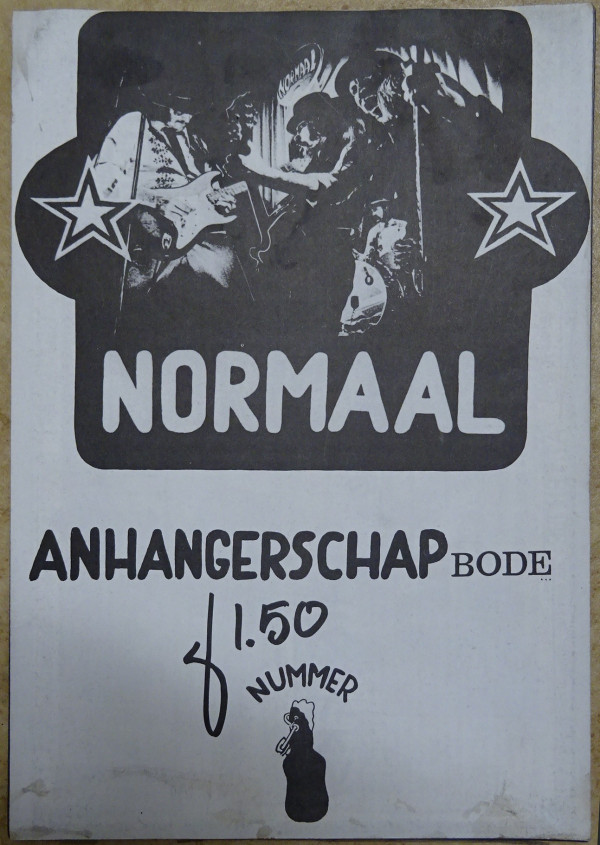 NORMAAL
NORMAAL
ANHANGERSCHAP BODE
ƒ 1.50
NUMMER